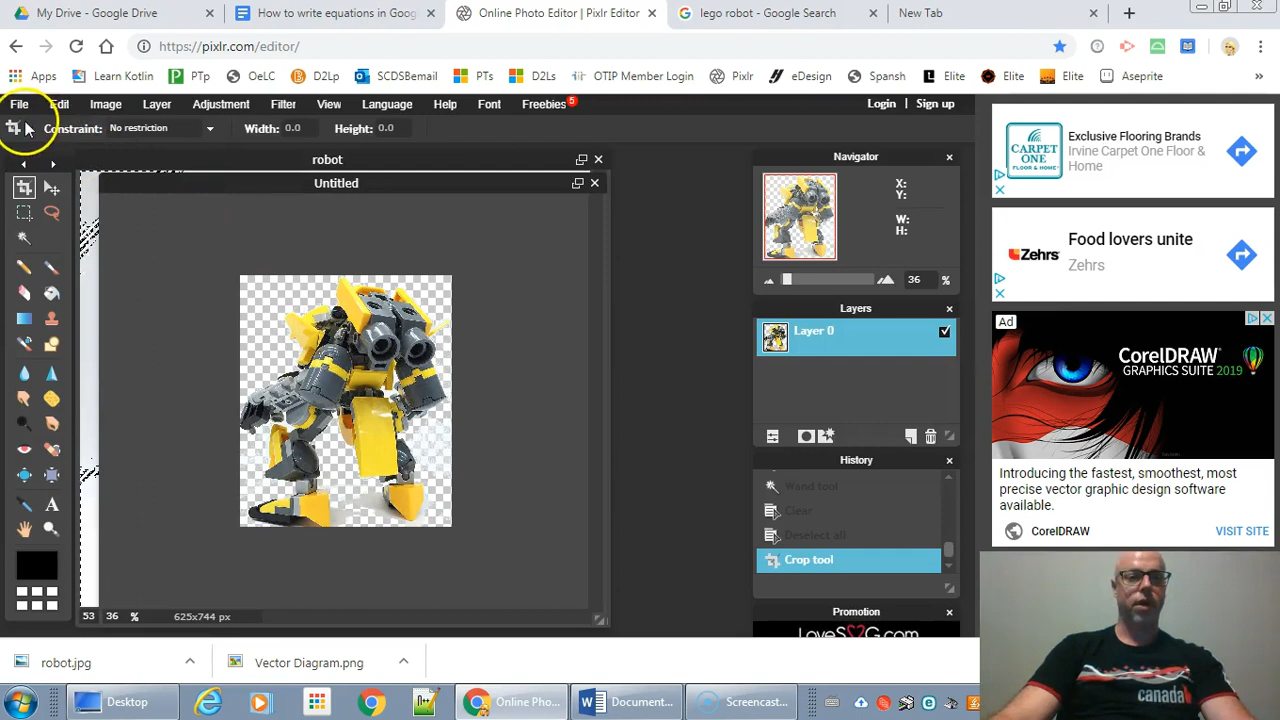 My Drive - Google Drive
How to write equations in Goog
Online Photo Editor | Pixlr Editor
lego robot - Google Search
New Tab
https://pixlr.com/editor/
Apps
Learn Kotlin
PTp
OeLC
D2Lp
SCDSBemail
PTs
D2Ls
OTIP Member Login
Pixlr
eDesign
Spansh
Elite
Elite
Elite
Aseprite
»
File Edit Image Layer Adjustment Filter View Language Help Font Freebies 5 Login Sign up
Constraint: No restriction Width: 0.0 Height: 0.0
robot
Untitled
53 36 % 625x744 px
Navigator
X:
Y:
W:
H:
36 %
Layers
Layer 0
History
Wand tool
Clear
Deselect all
Crop tool
Promotion
LoveSVG.com
CARPET
ONE
FLOOR & HOME
Exclusive Flooring Brands
Irvine Carpet One Floor &
Home
Zehrs
Food lovers unite
Zehrs
Ad
CorelDRAW
GRAPHICS SUITE 2019
Introducing the fastest, smoothest, most
precise vector graphic design software
available.
CorelDRAW VISIT SITE
canada
robot.jpg
Vector Diagram.png
Desktop
Online Pho...
Document...
Screencast...